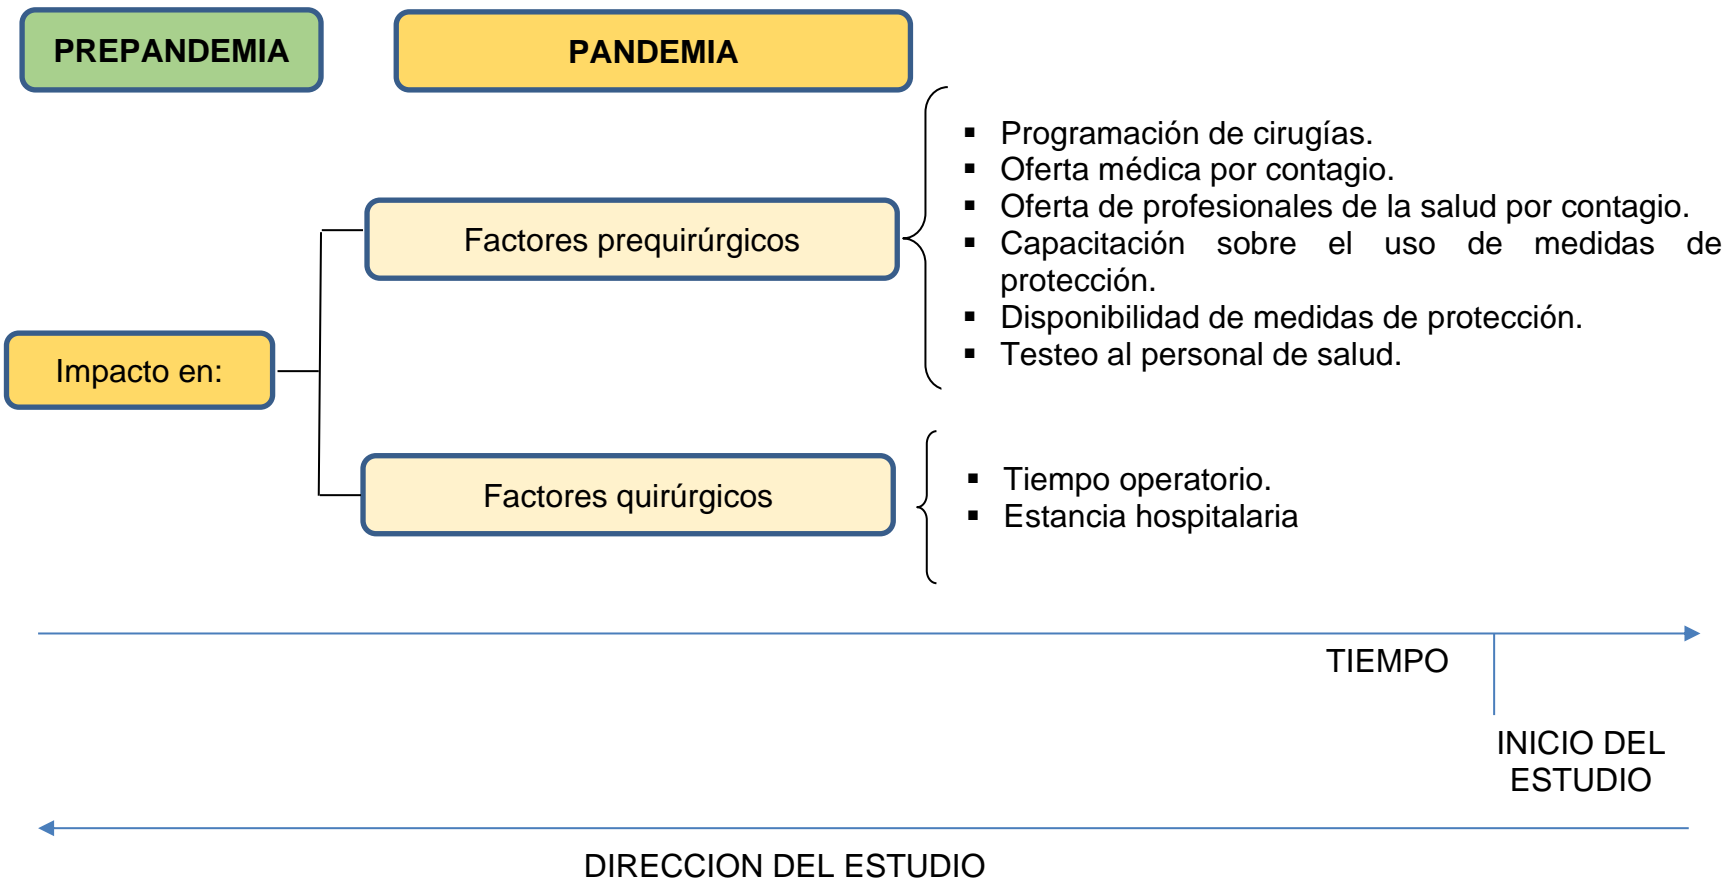 PREPANDEMIA
PANDEMIA
▪ Programación de cirugías.
▪ Oferta médica por contagio.
▪ Oferta de profesionales de la salud por contagio.
▪ Capacitación sobre el uso de medidas de
protección.
▪ Disponibilidad de medidas de protección.
▪ Testeo al personal de salud.
Factores prequirúrgicos
Impacto en:
Factores quirúrgicos
▪ Tiempo operatorio.
▪ Estancia hospitalaria
TIEMPO
INICIO DEL
ESTUDIO
DIRECCION DEL ESTUDIO